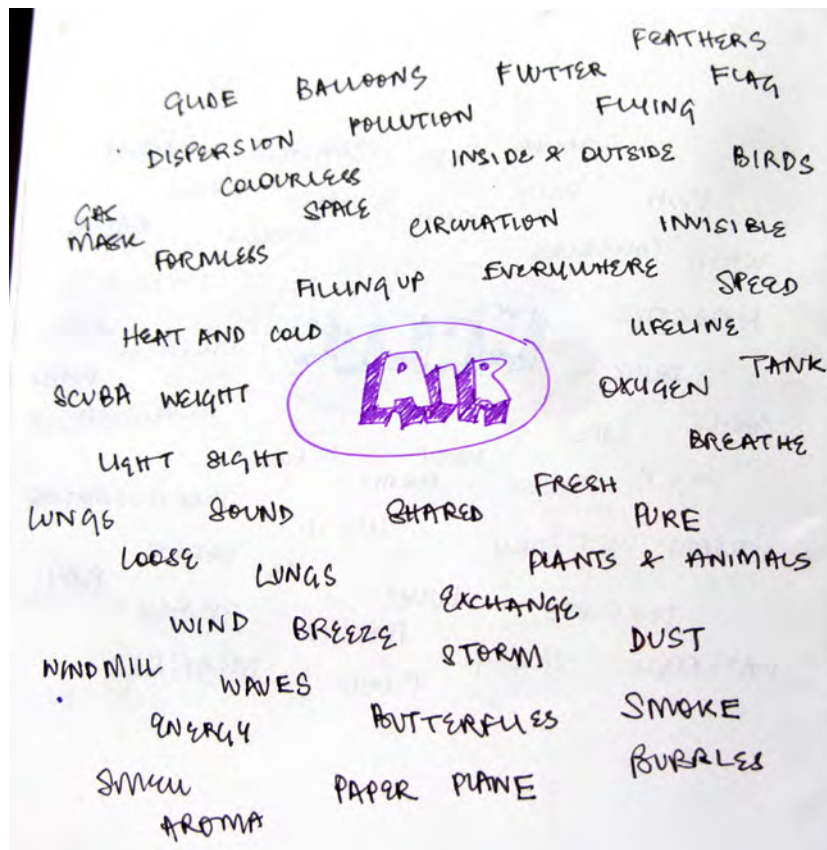 FEATHERS
GLIDE BALLOONS FLUTTER FLAG
DISPERSION POLLUTION FLYING
COLOURLESS INSIDE & OUTSIDE BIRDS
GAS MASK SPACE CIRCULATION INVISIBLE
FORMLESS FILLING UP EVERYWHERE SPEED
HEAT AND COLD AIR LIFELINE
SCUBA WEIGHT OXYGEN TANK
LIGHT SIGHT BREATHE
LUNGS SOUND SHARED FRESH PURE
LOOSE LUNGS PLANTS & ANIMALS
WIND BREEZE EXCHANGE
WINDMILL WAVES STORM DUST
ENERGY BUTTERFLIES SMOKE
SMELL PAPER PLANE BUBBLES
AROMA